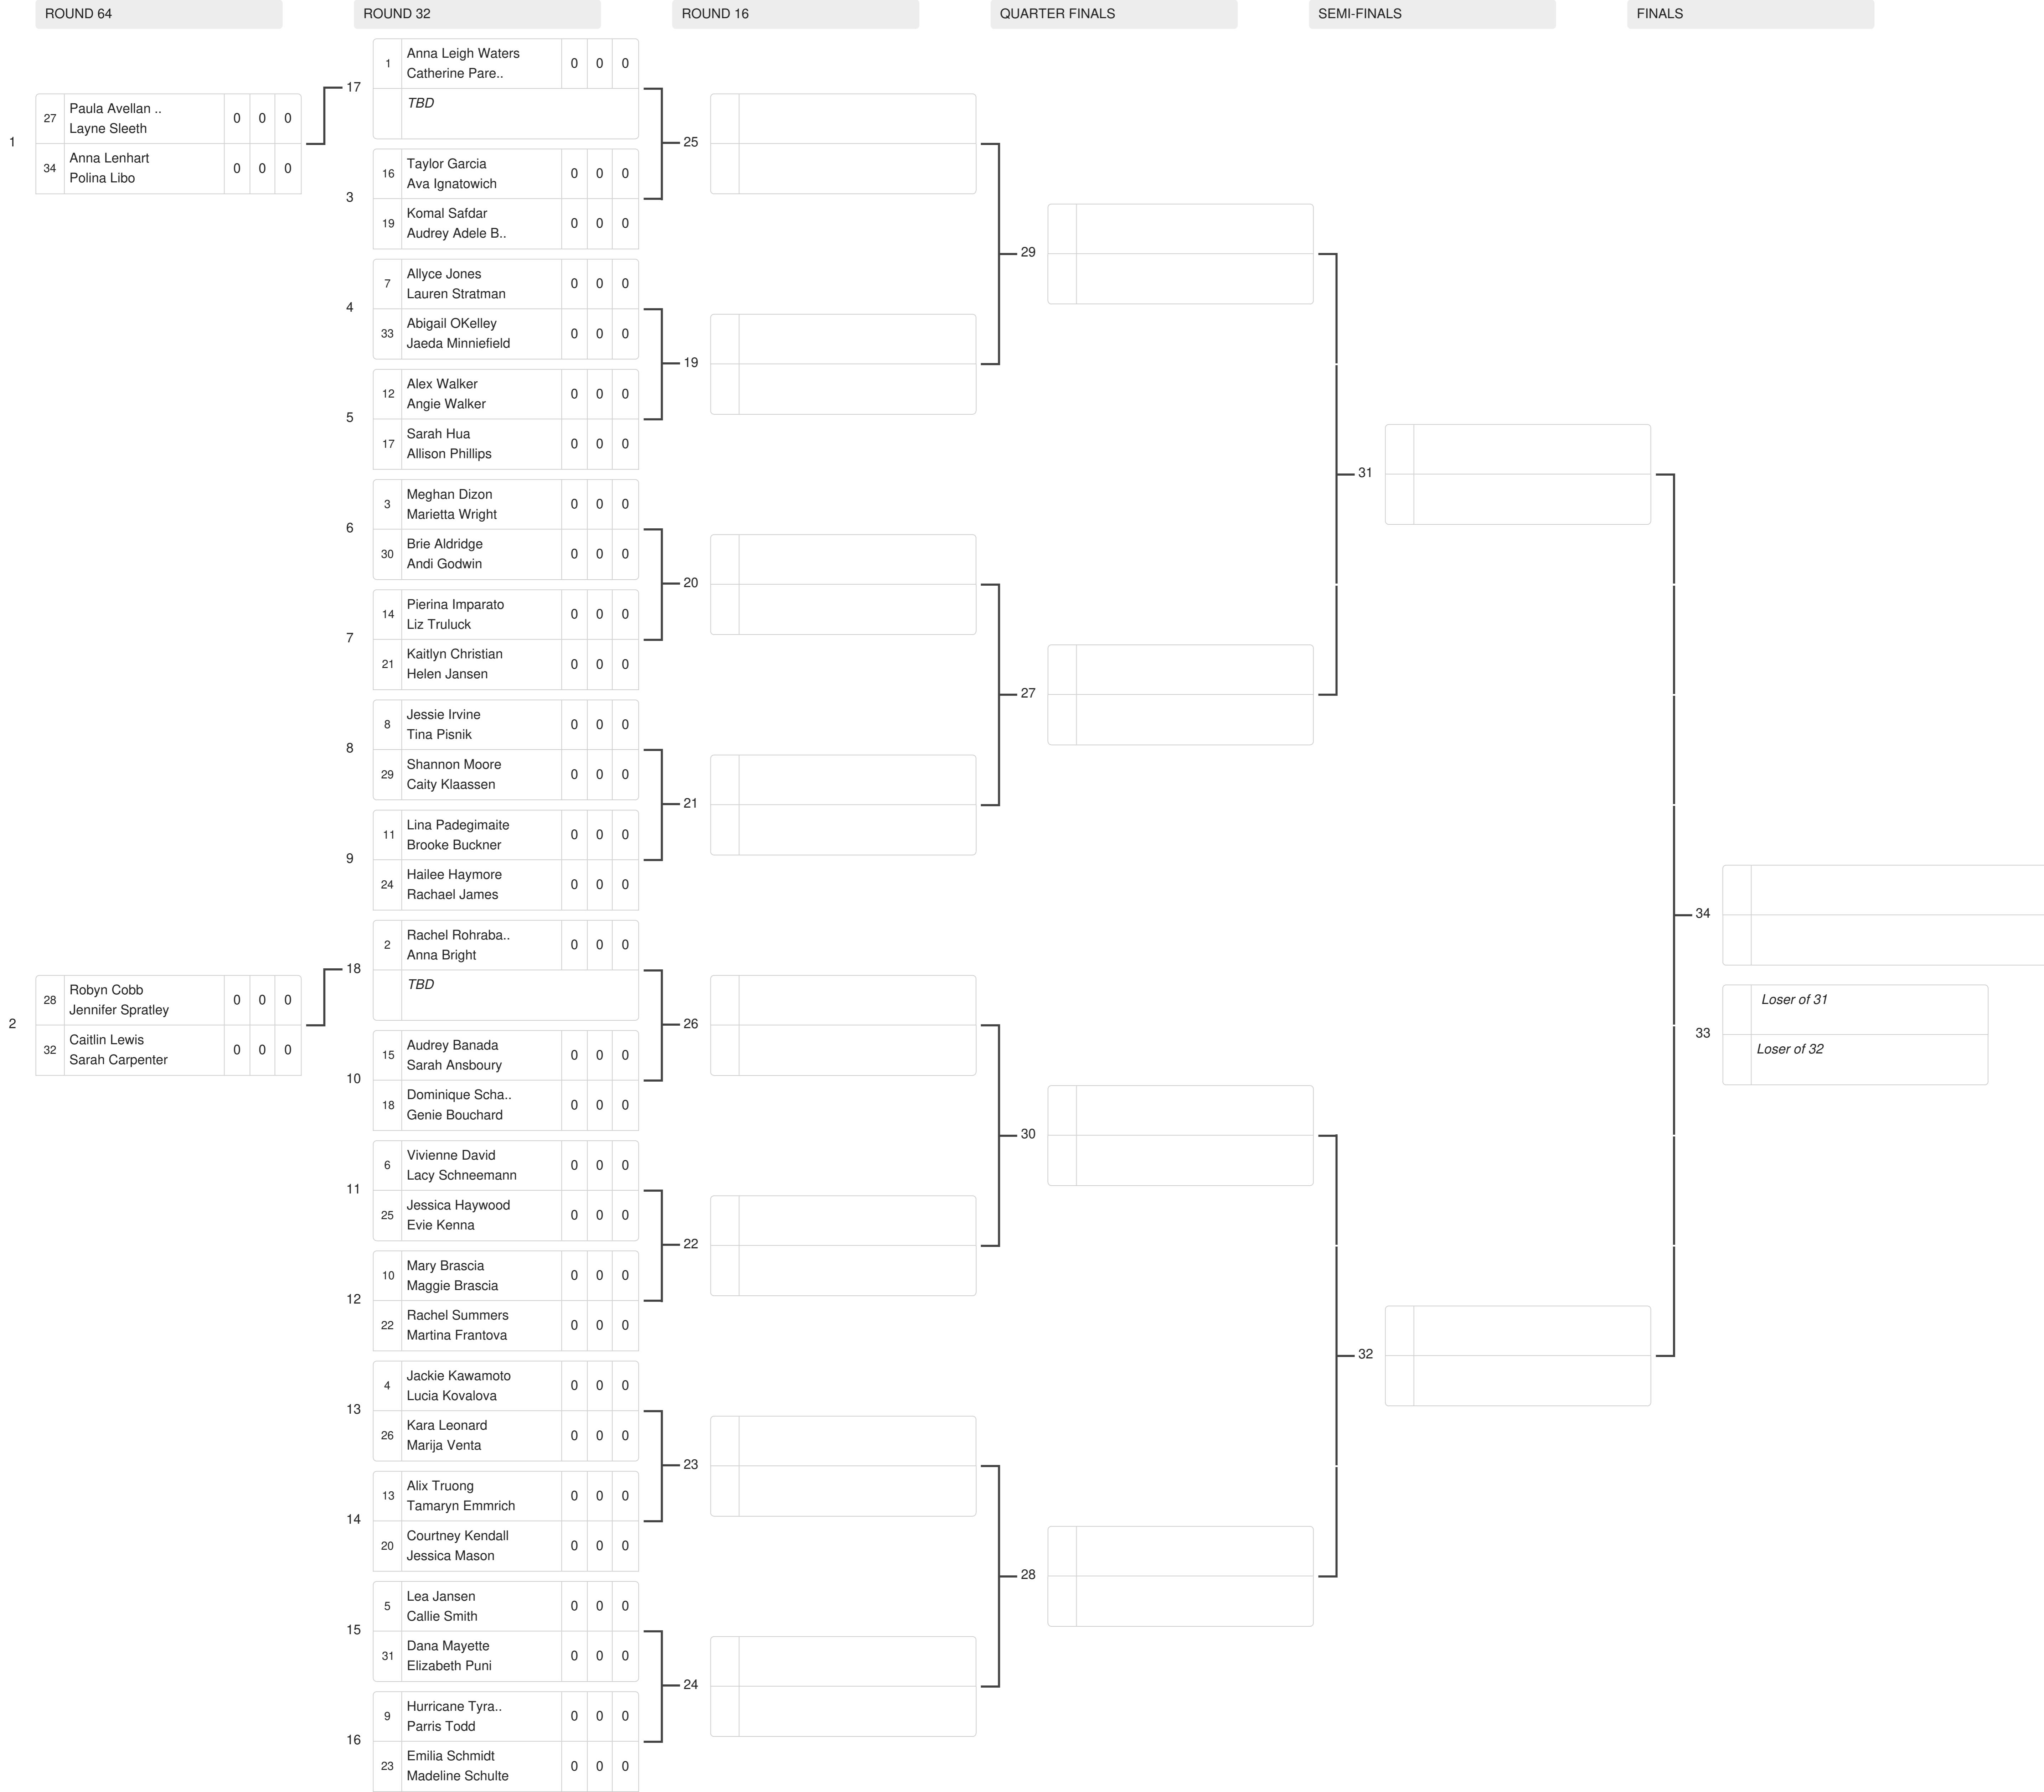 ROUND 64
ROUND 32
ROUND 16
QUARTER FINALS
SEMI-FINALS
FINALS
1
27
Paula Avellan ..
Layne Sleeth
0 0 0
34
Anna Lenhart
Polina Libo
0 0 0
2
28
Robyn Cobb
Jennifer Spratley
0 0 0
32
Caitlin Lewis
Sarah Carpenter
0 0 0
17
1
Anna Leigh Waters
Catherine Pare..
0 0 0
TBD
3
16
Taylor Garcia
Ava Ignatowich
0 0 0
19
Komal Safdar
Audrey Adele B..
0 0 0
4
7
Allyce Jones
Lauren Stratman
0 0 0
33
Abigail OKelley
Jaeda Minniefield
0 0 0
5
12
Alex Walker
Angie Walker
0 0 0
17
Sarah Hua
Allison Phillips
0 0 0
6
3
Meghan Dizon
Marietta Wright
0 0 0
30
Brie Aldridge
Andi Godwin
0 0 0
7
14
Pierina Imparato
Liz Truluck
0 0 0
21
Kaitlyn Christian
Helen Jansen
0 0 0
8
8
Jessie Irvine
Tina Pisnik
0 0 0
29
Shannon Moore
Caity Klaassen
0 0 0
9
11
Lina Padegimaite
Brooke Buckner
0 0 0
24
Hailee Haymore
Rachael James
0 0 0
18
2
Rachel Rohraba..
Anna Bright
0 0 0
TBD
10
15
Audrey Banada
Sarah Ansboury
0 0 0
18
Dominique Scha..
Genie Bouchard
0 0 0
11
6
Vivienne David
Lacy Schneemann
0 0 0
25
Jessica Haywood
Evie Kenna
0 0 0
12
10
Mary Brascia
Maggie Brascia
0 0 0
22
Rachel Summers
Martina Frantova
0 0 0
13
4
Jackie Kawamoto
Lucia Kovalova
0 0 0
26
Kara Leonard
Marija Venta
0 0 0
14
13
Alix Truong
Tamaryn Emmrich
0 0 0
20
Courtney Kendall
Jessica Mason
0 0 0
15
5
Lea Jansen
Callie Smith
0 0 0
31
Dana Mayette
Elizabeth Puni
0 0 0
16
9
Hurricane Tyra..
Parris Todd
0 0 0
23
Emilia Schmidt
Madeline Schulte
0 0 0
25
19
20
21
26
22
23
24
29
27
30
28
31
32
34
33
Loser of 31
Loser of 32